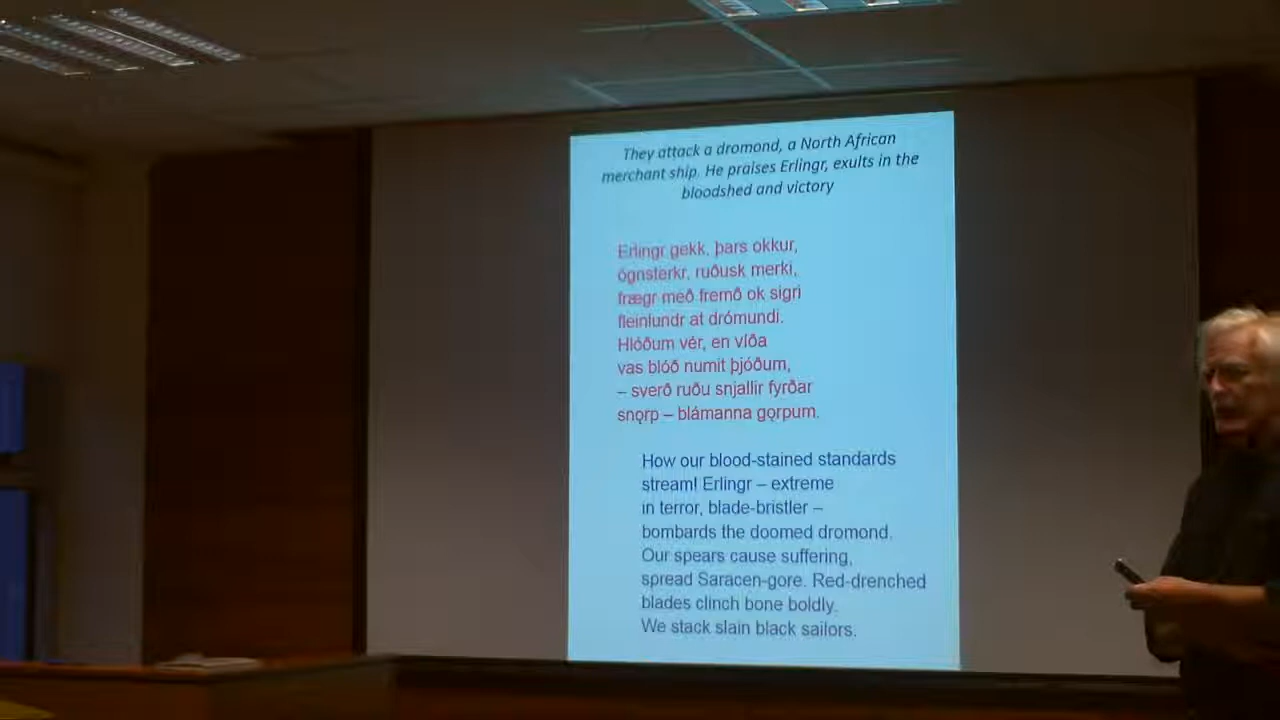 They attack a dromond, a North African
merchant ship. He praises Erlingr, exults in the
bloodshed and victory
Erlingr gekk, þars okkur,
ógnsterkr, ruðusk merki,
frægr með fremð ok sigri
fleinlundr at drómundi.
Hlóðum vér, en víða
vas blóð numit þjóðum,
– sverð ruðu snjallir fyrðar
snǫrp – blámanna gǫrpum.
How our blood-stained standards
stream! Erlingr – extreme
in terror, blade-bristler –
bombards the doomed dromond.
Our spears cause suffering,
spread Saracen-gore. Red-drenched
blades clinch bone boldly.
We stack slain black sailors.